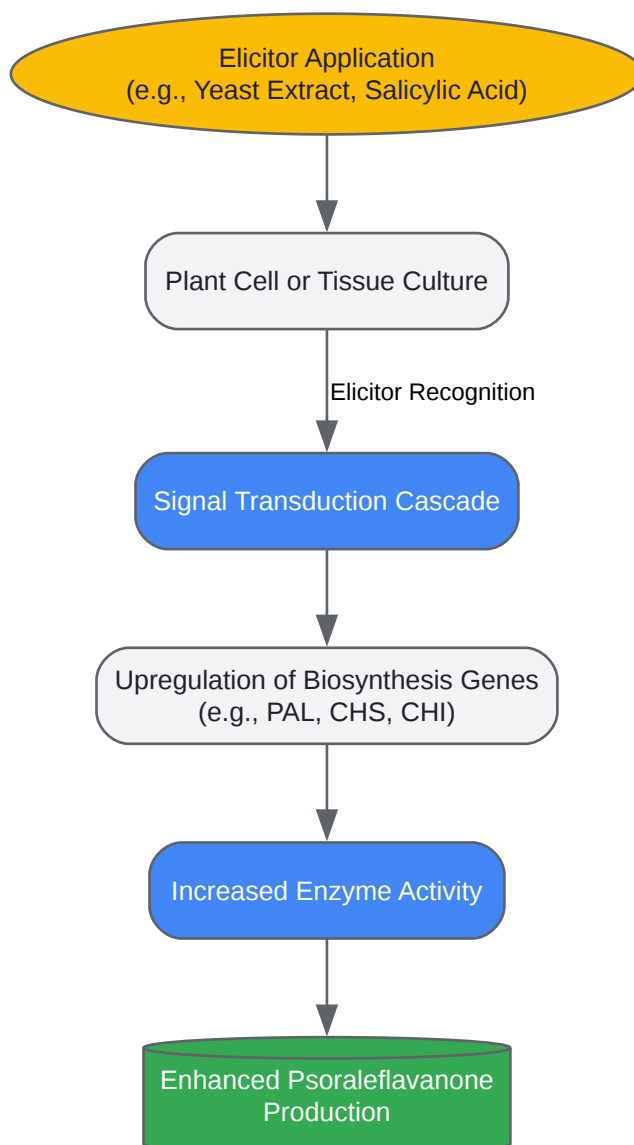 Elicitor Application
(e.g., Yeast Extract, Salicylic Acid)
Plant Cell or Tissue Culture
Elicitor Recognition
Signal Transduction Cascade
Upregulation of Biosynthesis Genes
(e.g., PAL, CHS, CHI)
Increased Enzyme Activity
Enhanced Psoraleflavanone
Production